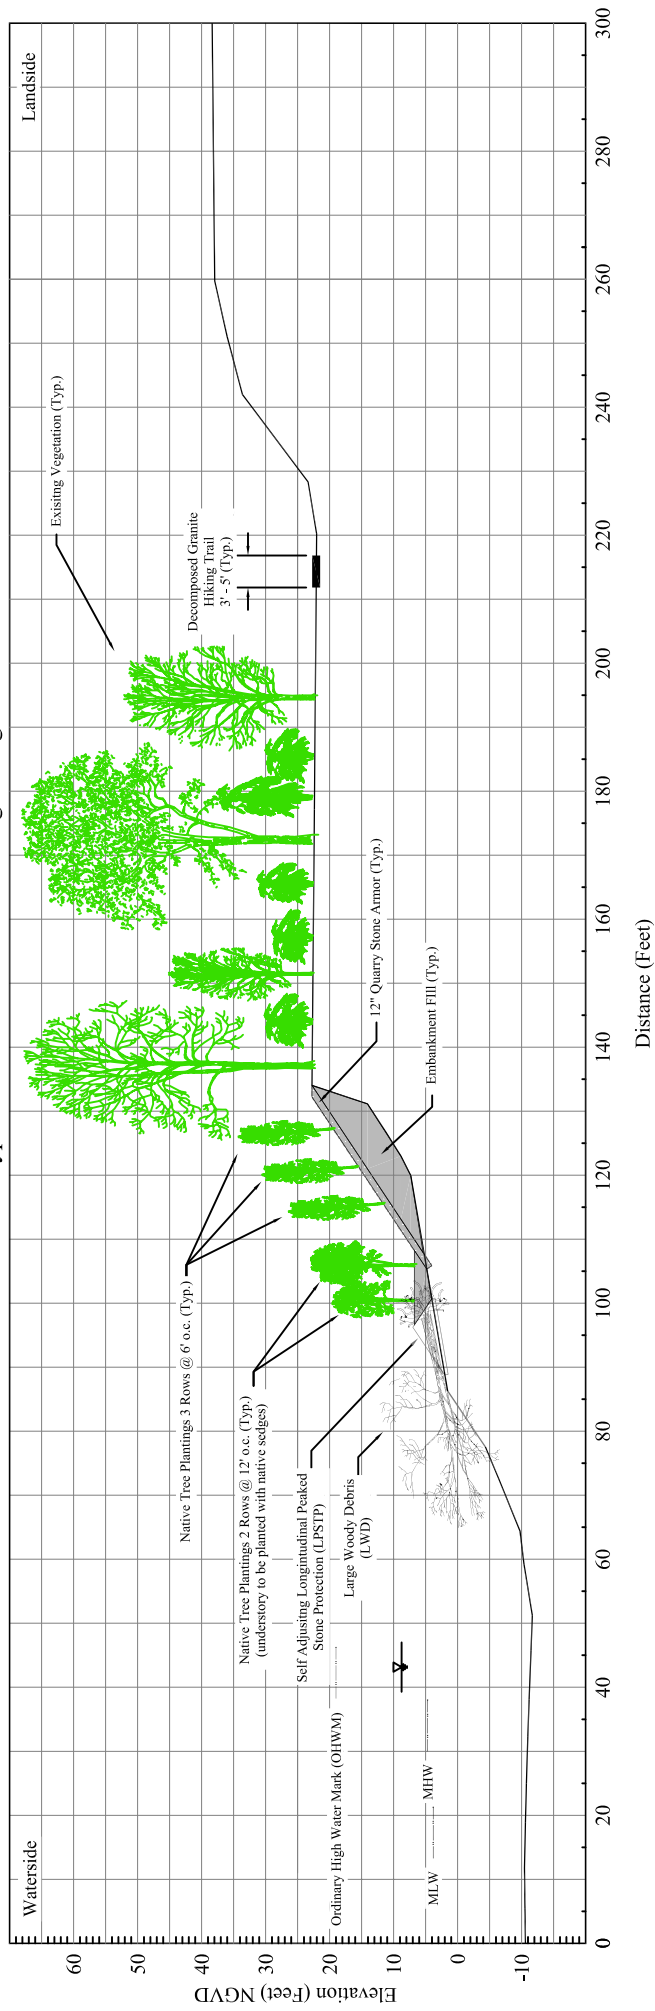 Waterside
Landside
Exisitng Vegetation (Typ.)
Decomposed Granite
Hiking Trail
3' - 5' (Typ.)
12" Quarry Stone Armor (Typ.)
Embankment FIll (Typ.)
Native Tree Plantings 3 Rows @ 6' o.c. (Typ.)
Native Tree Plantings 2 Rows @ 12' o.c. (Typ.)
(understory to be planted with native sedges)
Self Adjusitng Longintudinal Peaked
Stone Protection (LPSTP)
Large Woody Debris
(LWD)
Ordinary High Water Mark (OHWM)
MHW
MLW
Elevation (Feet) NGVD
60
50
40
30
20
10
0
-10
0
20
40
60
80
100
120
140
160
180
200
220
240
260
280
300
Distance (Feet)